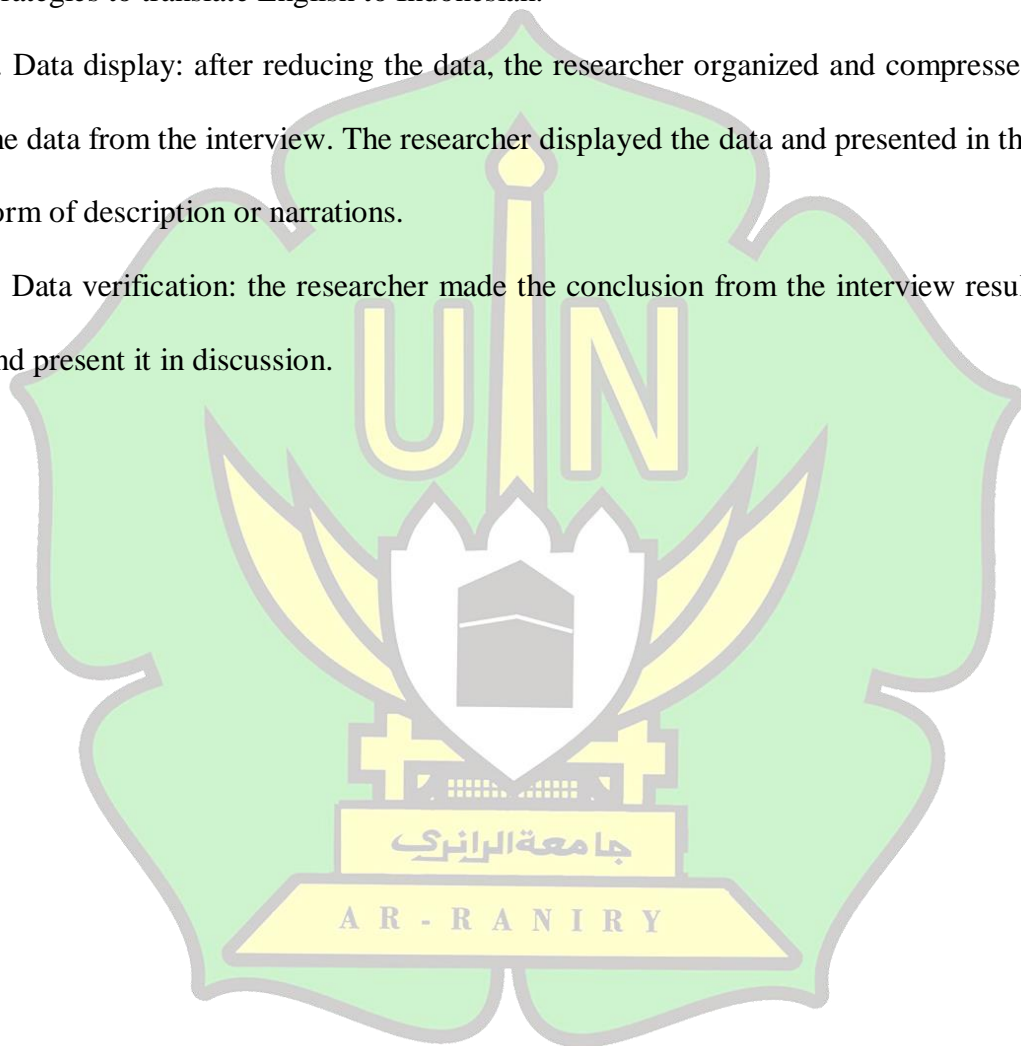 rategies to translate English to Indonesian.
. Data display: after reducing the data, the researcher organized and compresse
he data from the interview. The researcher displayed the data and presented in th
orm of description or narrations.
Data verification: the researcher made the conclusion from the interview resul
nd present it in discussion.
UIN
جامعة الرانري
AR-RANIRY